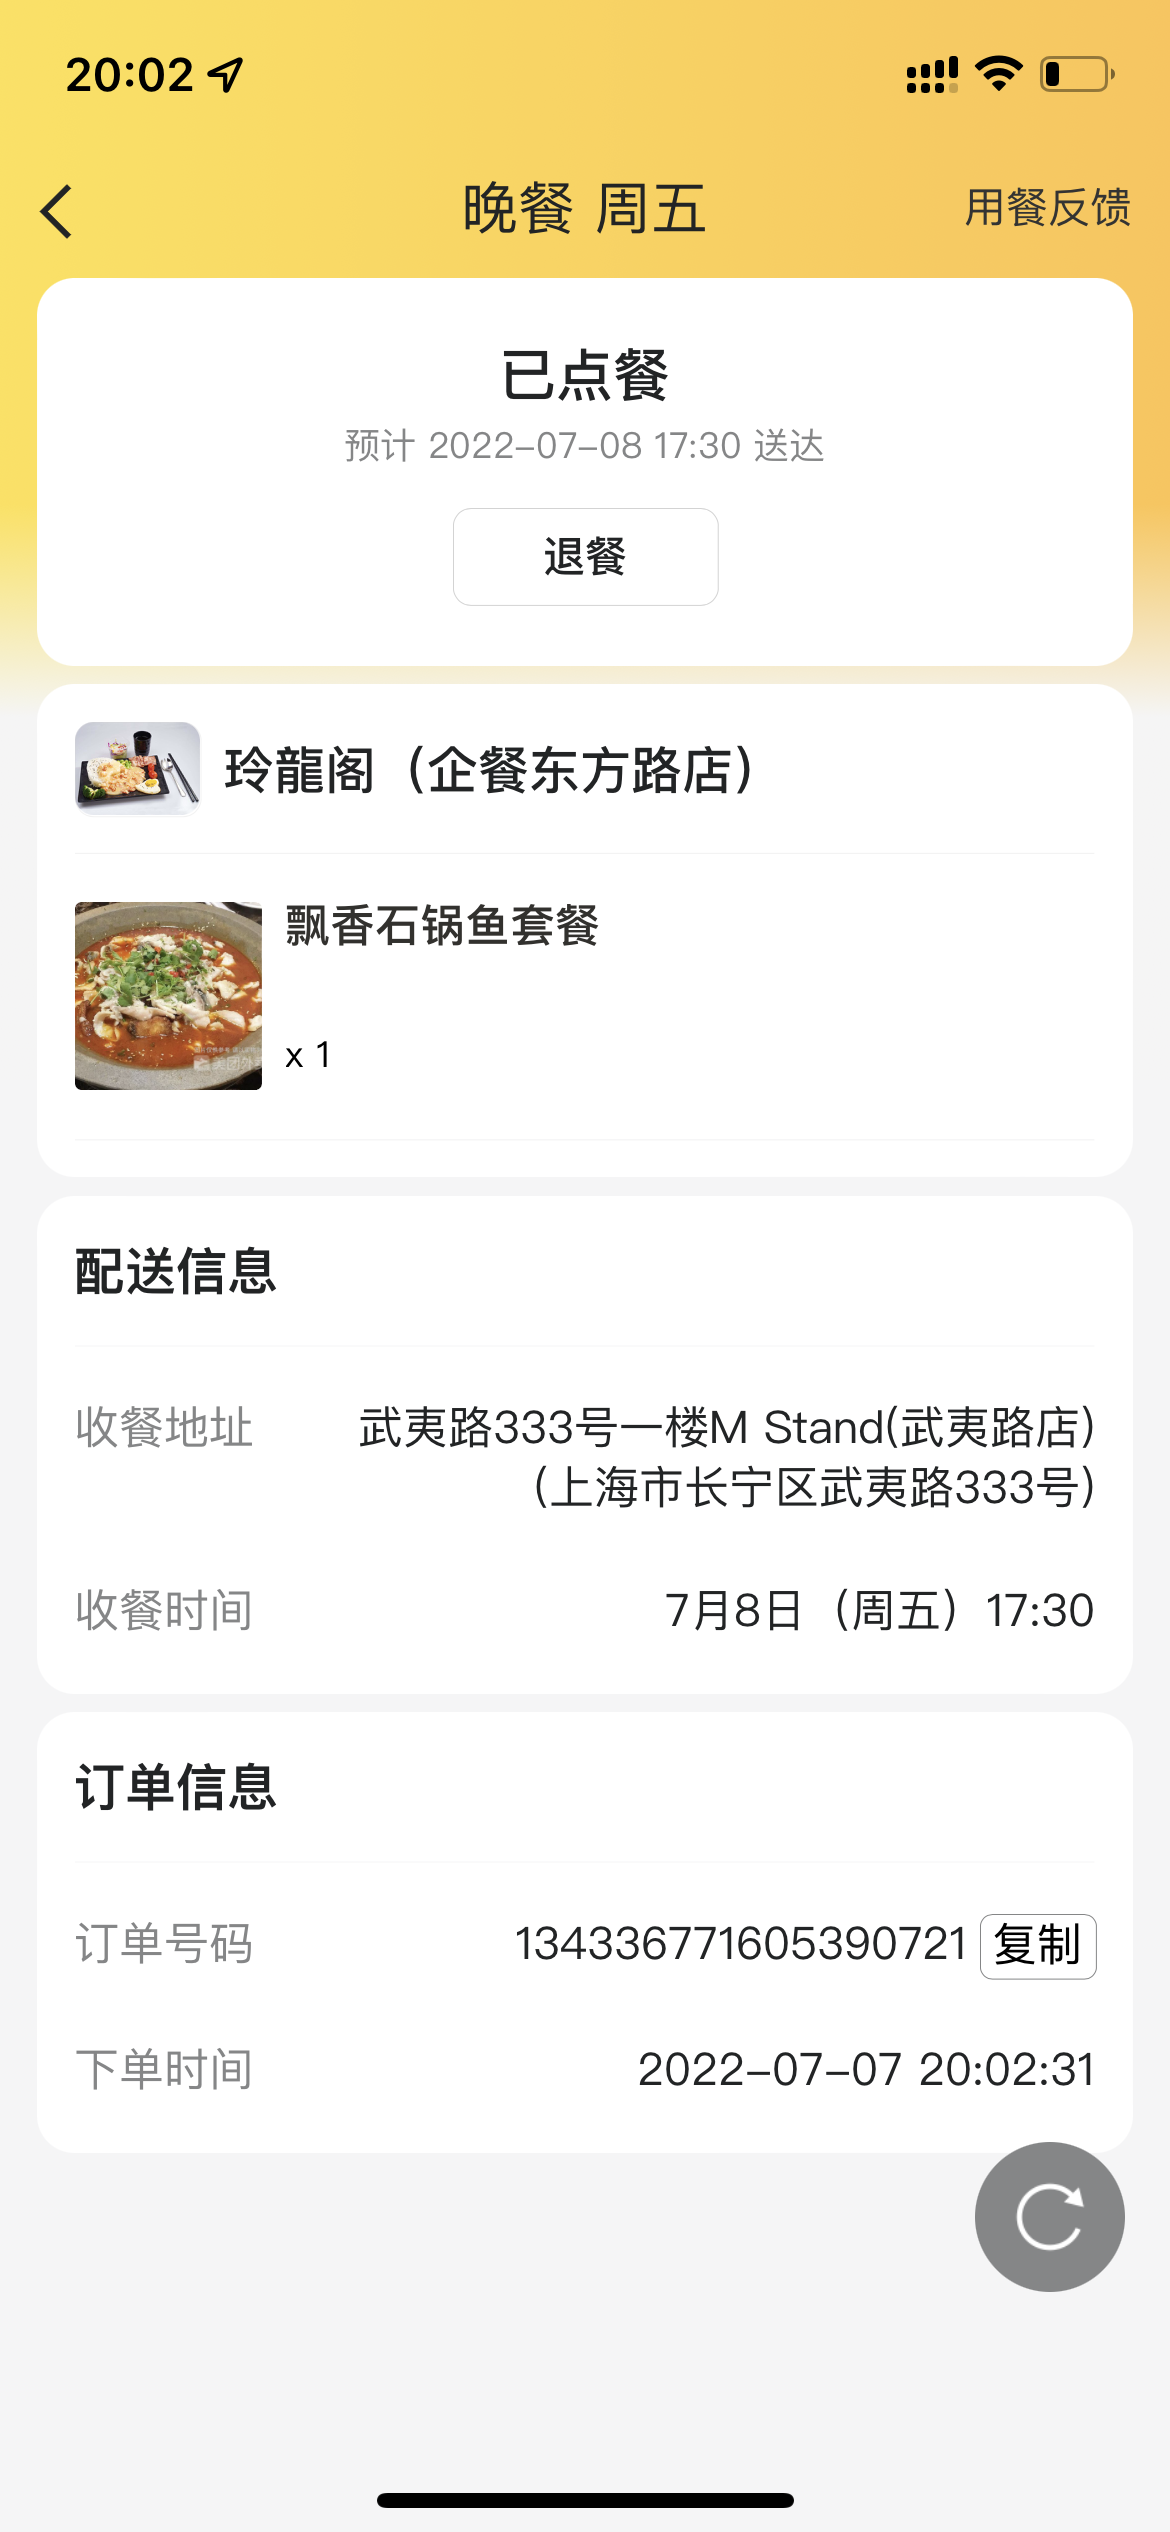 20:02
晚餐 周五
用餐反馈
已点餐
预计 2022-07-08 17:30 送达
退餐
玲龍阁（企餐东方路店）
飘香石锅鱼套餐
x 1
配送信息
收餐地址
武夷路333号一楼M Stand(武夷路店)
(上海市长宁区武夷路333号)
收餐时间
7月8日（周五）17:30
订单信息
订单号码
1343367771605390721 复制
下单时间
2022-07-07 20:02:31